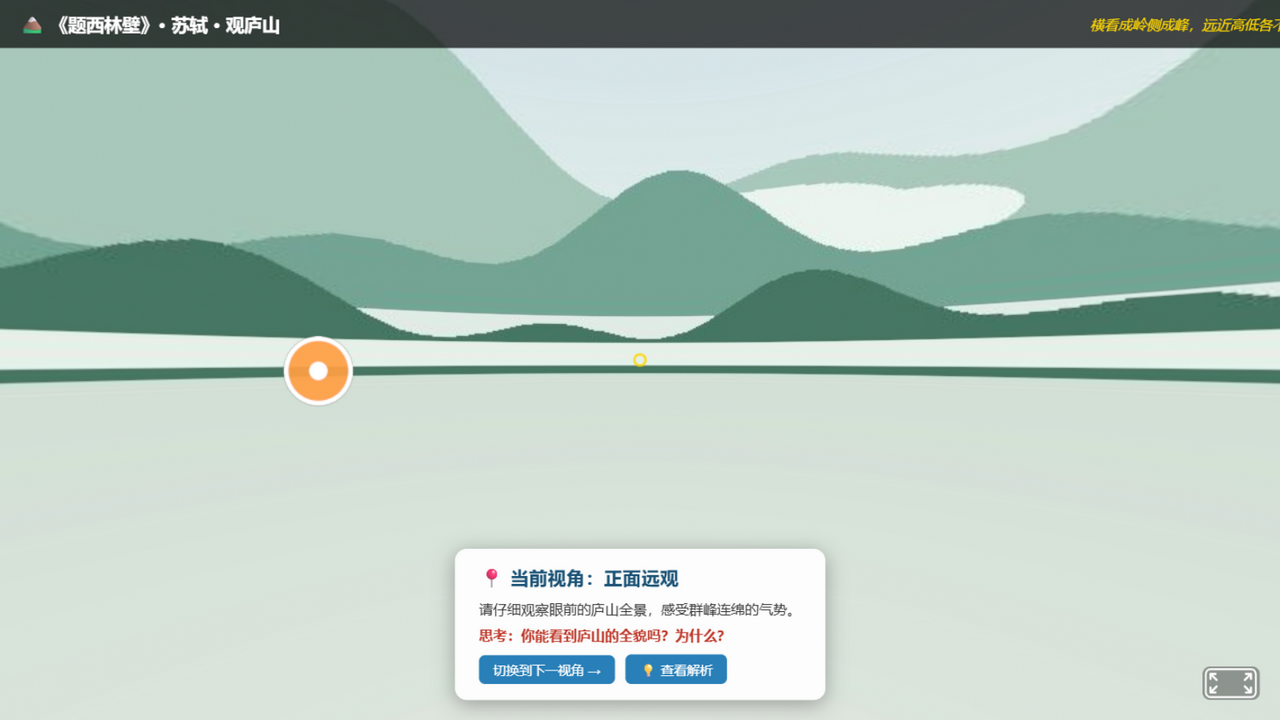 《题西林壁》·苏轼·观庐山
横看成岭侧成峰，远近高低各不
当前视角：正面远观
请仔细观察眼前的庐山全景，感受群峰连绵的气势。
思考：你能看到庐山的全貌吗？为什么？
切换到下一视角 →
查看解析